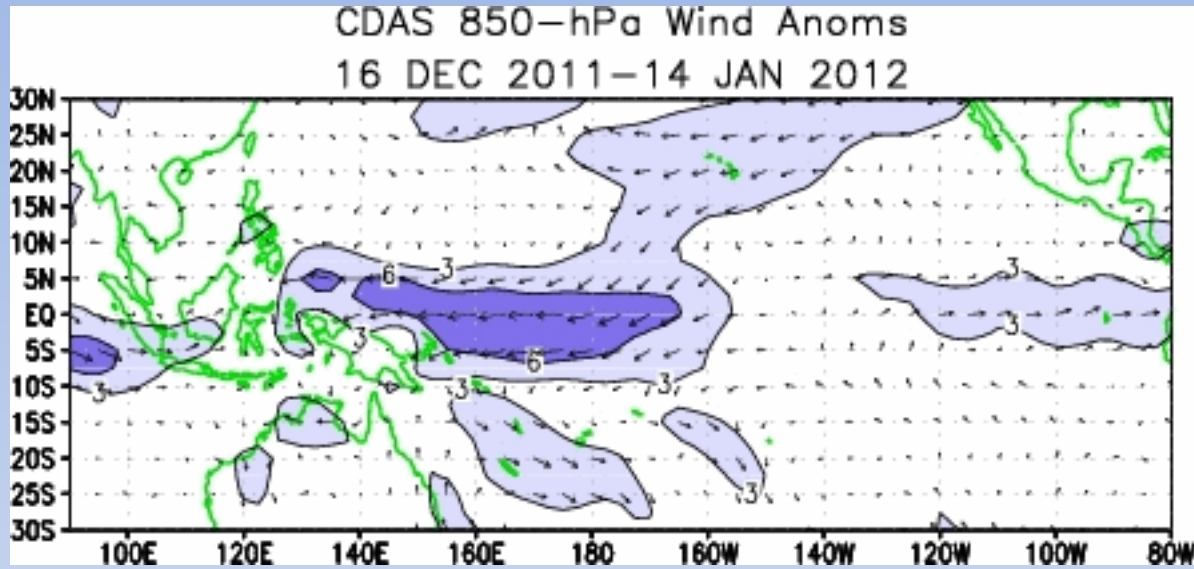 CDAS 850-hPa Wind Anoms
16 DEC 2011-14 JAN 2012
30N
25N
20N
15N
10N
5N
EQ
5S
10S
15S
20S
25S
30S
6
3
3
3
3
6
3
3
3
3
100E 120E 140E 160E 180 160W 140W 120W 100W 80W